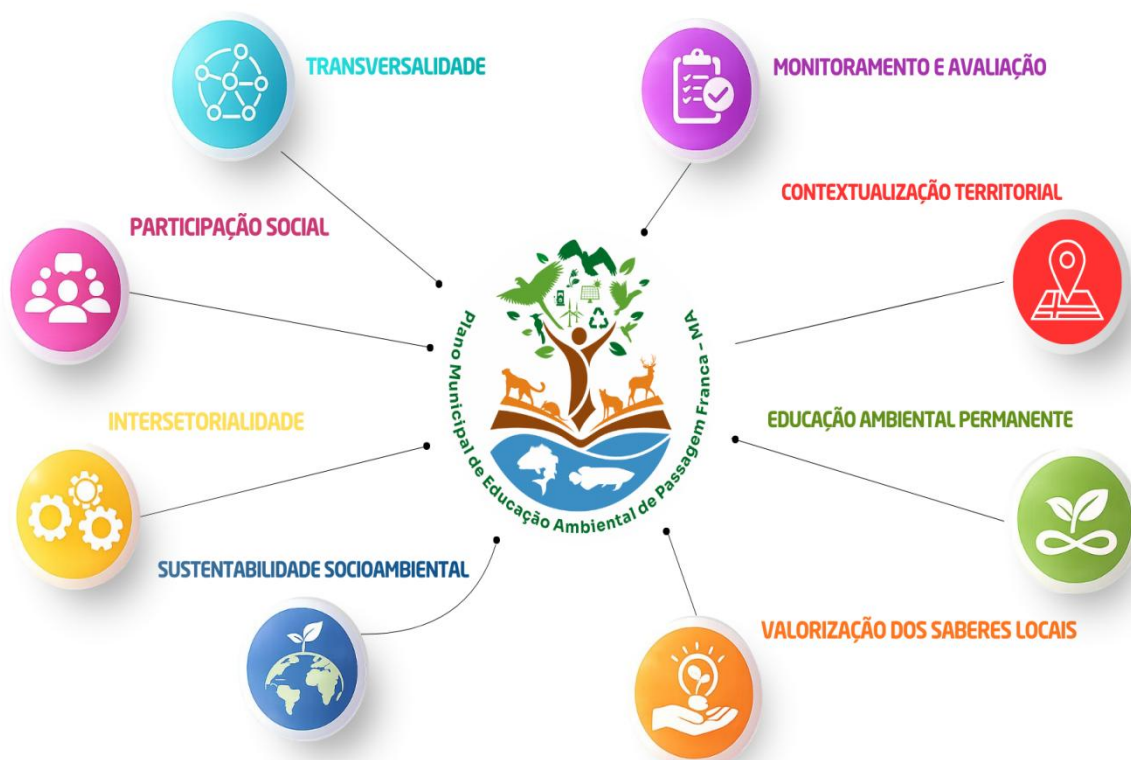 TRANSVERSALIDADE
MONITORAMENTO E AVALIAÇÃO
CONTEXTUALIZAÇÃO TERRITORIAL
PARTICIPAÇÃO SOCIAL
Plano Municipal de Educação Ambiental de Passagem Franca - MA
INTERSETORIALIDADE
EDUCAÇÃO AMBIENTAL PERMANENTE
SUSTENTABILIDADE SOCIOAMBIENTAL
VALORIZAÇÃO DOS SABERES LOCAIS